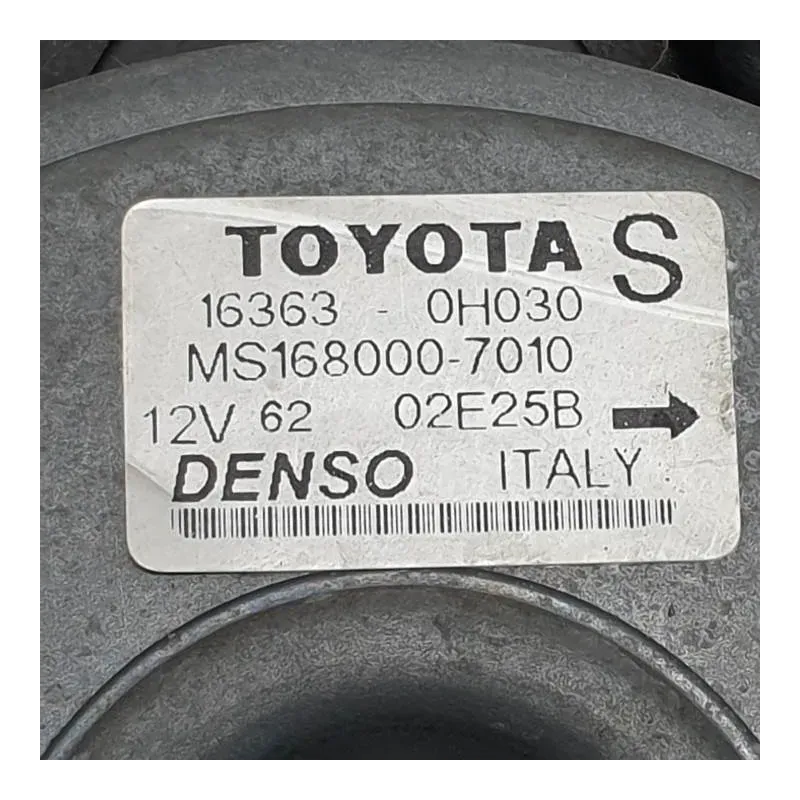 TOYOTA S
16363 - 0H030
MS168000-7010
12V 62 02E25B
DENSO ITALY